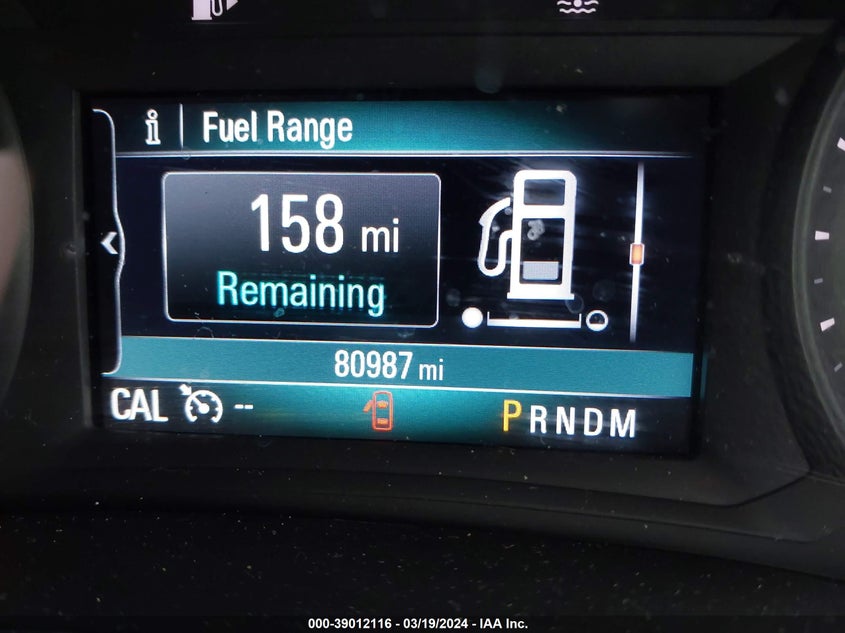 i | Fuel Range
158 mi
Remaining
80987 mi
CAL -- PRNDM
000-39012116 - 03/19/2024 - IAA Inc.